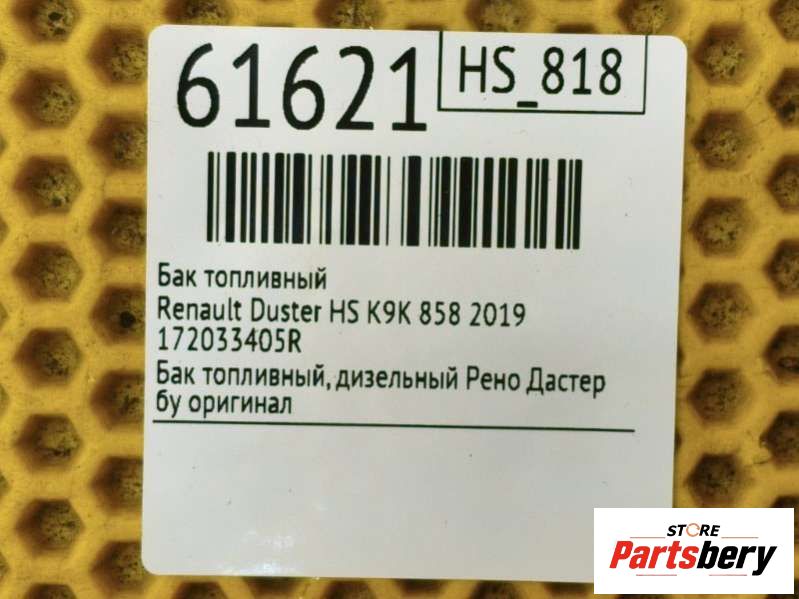 61621
HS_818
Бак топливный
Renault Duster HS K9K 858 2019
172033405R
Бак топливный, дизельный Рено Дастер
бу оригинал
STORE
Partsbery